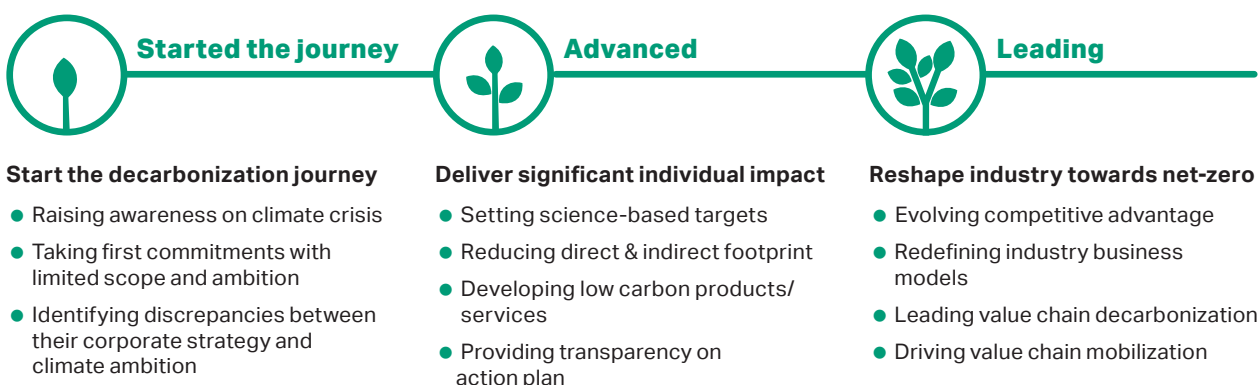 Started the journey
Advanced
Leading
Start the decarbonization journey
● Raising awareness on climate crisis
● Taking first commitments with
limited scope and ambition
● Identifying discrepancies between
their corporate strategy and
climate ambition
Deliver significant individual impact
● Setting science-based targets
● Reducing direct & indirect footprint
● Developing low carbon products/
services
● Providing transparency on
action plan
Reshape industry towards net-zero
● Evolving competitive advantage
● Redefining industry business
models
● Leading value chain decarbonization
● Driving value chain mobilization